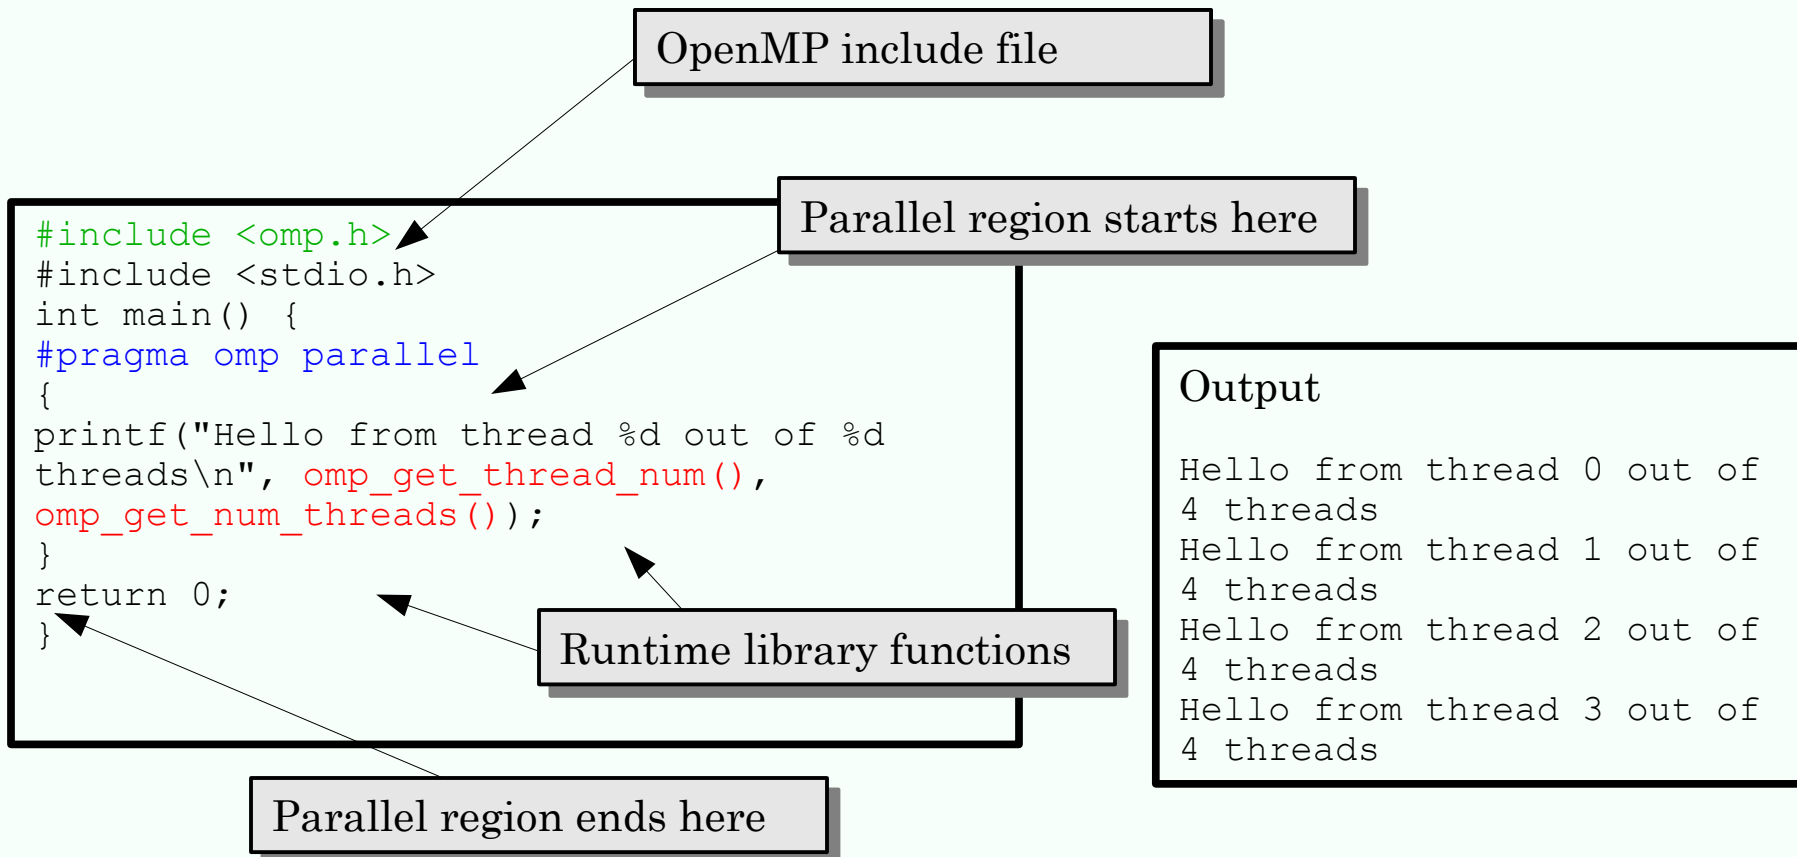 OpenMP include file
Parallel region starts here
#include <omp.h>
#include <stdio.h>
int main() {
#pragma omp parallel
{
printf("Hello from thread %d out of %d
threads\n", omp_get_thread_num(),
omp_get_num_threads());
}
return 0;
}
Runtime library functions
Parallel region ends here
Output
Hello from thread 0 out of
4 threads
Hello from thread 1 out of
4 threads
Hello from thread 2 out of
4 threads
Hello from thread 3 out of
4 threads